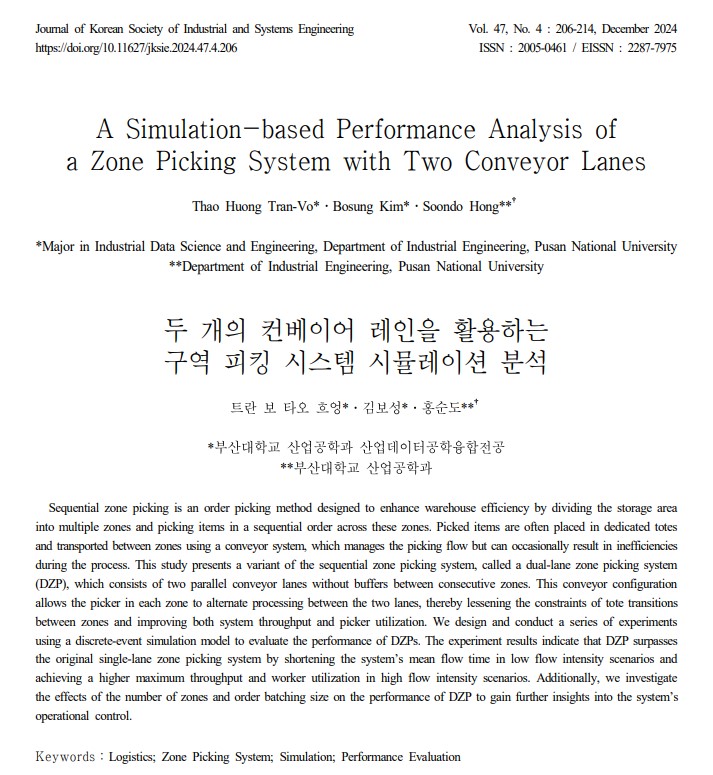 Journal of Korean Society of Industrial and Systems Engineering
https://doi.org/10.11627/jksie.2024.47.4.206
Vol. 47, No. 4 : 206-214, December 2024
ISSN : 2005-0461 / EISSN : 2287-7975
A Simulation-based Performance Analysis of
a Zone Picking System with Two Conveyor Lanes
Thao Huong Tran-Vo*·Bosung Kim*·Soondo Hong**†
*Major in Industrial Data Science and Engineering, Department of Industrial Engineering, Pusan National University
**Department of Industrial Engineering, Pusan National University
두 개의 컨베이어 레인을 활용하는
구역 피킹 시스템 시뮬레이션 분석
트란 보 타오 흐엉*·김보성*·홍순도**†
*부산대학교 산업공학과 산업데이터공학융합전공
**부산대학교 산업공학과
Sequential zone picking is an order picking method designed to enhance warehouse efficiency by dividing the storage area
into multiple zones and picking items in a sequential order across these zones. Picked items are often placed in dedicated totes
and transported between zones using a conveyor system, which manages the picking flow but can occasionally result in inefficiencies
during the process. This study presents a variant of the sequential zone picking system, called a dual-lane zone picking system
(DZP), which consists of two parallel conveyor lanes without buffers between consecutive zones. This conveyor configuration
allows the picker in each zone to alternate processing between the two lanes, thereby lessening the constraints of tote transitions
between zones and improving both system throughput and picker utilization. We design and conduct a series of experiments
using a discrete-event simulation model to evaluate the performance of DZPs. The experiment results indicate that DZP surpasses
the original single-lane zone picking system by shortening the system's mean flow time in low flow intensity scenarios and
achieving a higher maximum throughput and worker utilization in high flow intensity scenarios. Additionally, we investigate
the effects of the number of zones and order batching size on the performance of DZP to gain further insights into the system's
operational control.
Keywords : Logistics; Zone Picking System; Simulation; Performance Evaluation